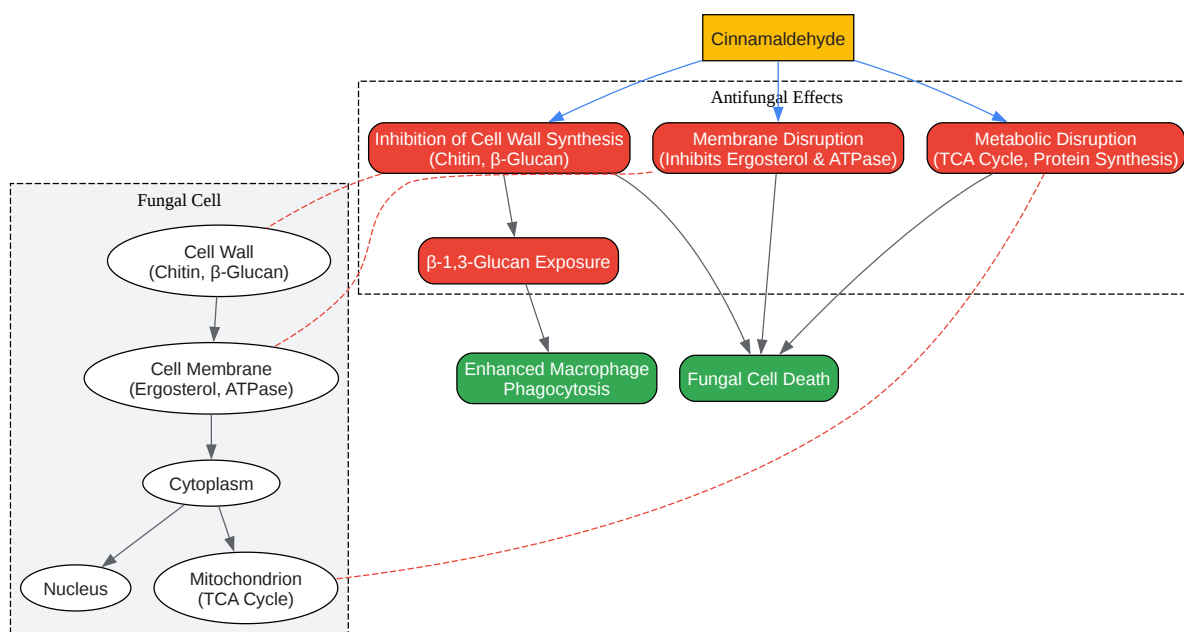 Cinnamaldehyde
Antifungal Effects
Inhibition of Cell Wall Synthesis
(Chitin, β-Glucan)
Membrane Disruption
(Inhibits Ergosterol & ATPase)
Metabolic Disruption
(TCA Cycle, Protein Synthesis)
β-1,3-Glucan Exposure
Enhanced Macrophage
Phagocytosis
Fungal Cell Death
Fungal Cell
Cell Wall
(Chitin, β-Glucan)
Cell Membrane
(Ergosterol, ATPase)
Cytoplasm
Nucleus
Mitochondrion
(TCA Cycle)